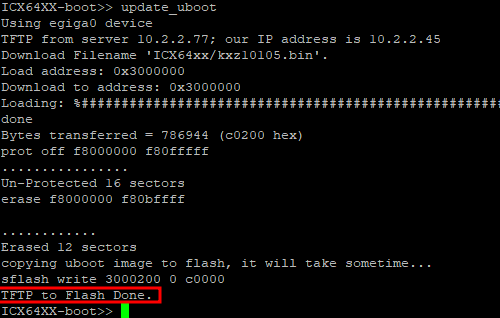 ICX64XX-boot>> update_uboot
Using egiga0 device
TFTP from server 10.2.2.77; our IP address is 10.2.2.45
Download Filename 'ICX64xx/kxz10105.bin'.
Load address: 0x3000000
Download to address: 0x3000000
Loading: %######################################################
done
Bytes transferred = 786944 (c0200 hex)
prot off f8000000 f80fffff
................
Un-Protected 16 sectors
erase f8000000 f80bffff
............
Erased 12 sectors
copying uboot image to flash, it will take sometime...
sflash write 3000200 0 c0000
TFTP to Flash Done.
ICX64XX-boot>>